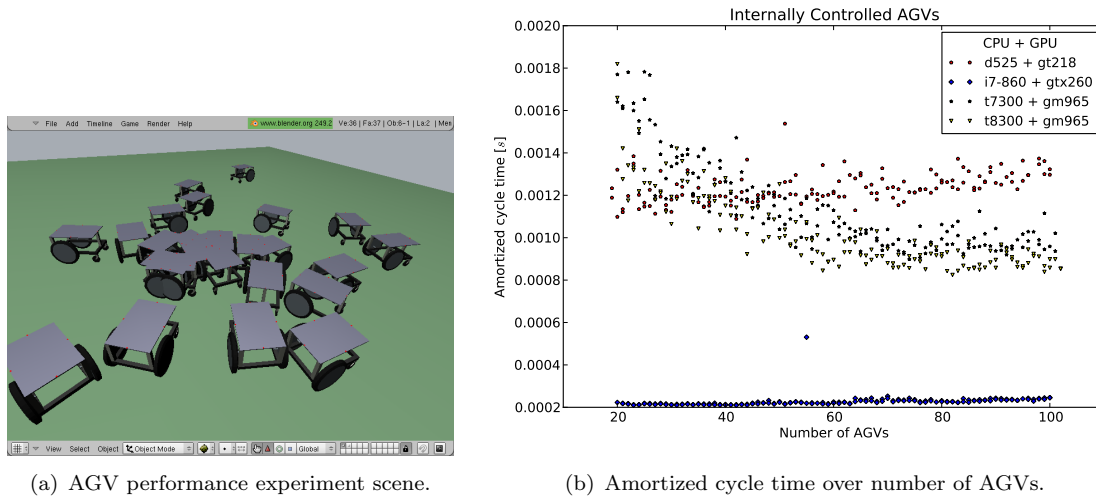 File Add Timeline Game Render Help www.blender.org 249.2 Ve:36 | Fa:37 | Ob:6-1 | La:2 | Mem
View Select Object Object Mode Global
(a) AGV performance experiment scene.
Internally Controlled AGVs
CPU + GPU
d525 + gt218
i7-860 + gtx260
t7300 + gm965
t8300 + gm965
0.0020
0.0018
0.0016
0.0014
0.0012
0.0010
0.0008
0.0006
0.0004
0.0002
Amortized cycle time [s]
20 40 60 80 100
Number of AGVs
(b) Amortized cycle time over number of AGVs.